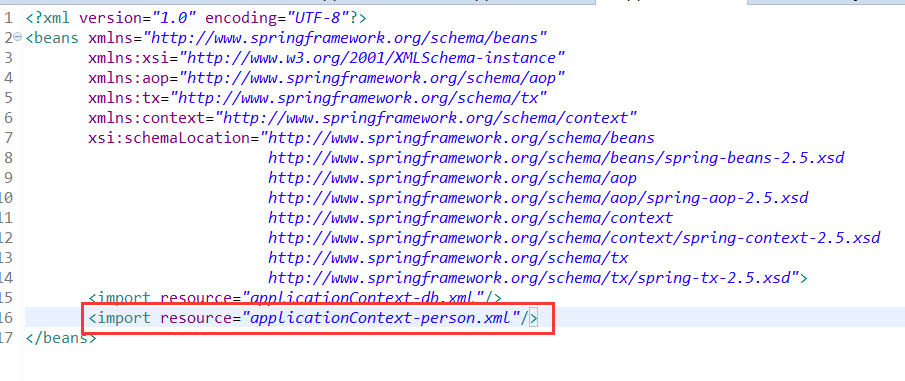 1 <?xml version="1.0" encoding="UTF-8"?>
2 <beans xmlns="http://www.springframework.org/schema/beans"
3 xmlns:xsi="http://www.w3.org/2001/XMLSchema-instance"
4 xmlns:aop="http://www.springframework.org/schema/aop"
5 xmlns:tx="http://www.springframework.org/schema/tx"
6 xmlns:context="http://www.springframework.org/schema/context"
7 xsi:schemaLocation="http://www.springframework.org/schema/beans
8 http://www.springframework.org/schema/beans/spring-beans-2.5.xsd
9 http://www.springframework.org/schema/aop
10 http://www.springframework.org/schema/aop/spring-aop-2.5.xsd
11 http://www.springframework.org/schema/context
12 http://www.springframework.org/schema/context/spring-context-2.5.xsd
13 http://www.springframework.org/schema/tx
14 http://www.springframework.org/schema/tx/spring-tx-2.5.xsd">
15 <import resource="applicationContext-db.xml"/>
16 <import resource="applicationContext-person.xml"/>
17 </beans>